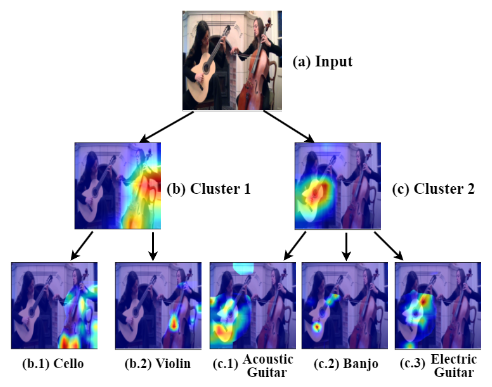 (a) Input
(b) Cluster 1
(c) Cluster 2
(b.1) Cello
(b.2) Violin
(c.1) Acoustic
Guitar
(c.2) Banjo
(c.3) Electric
Guitar